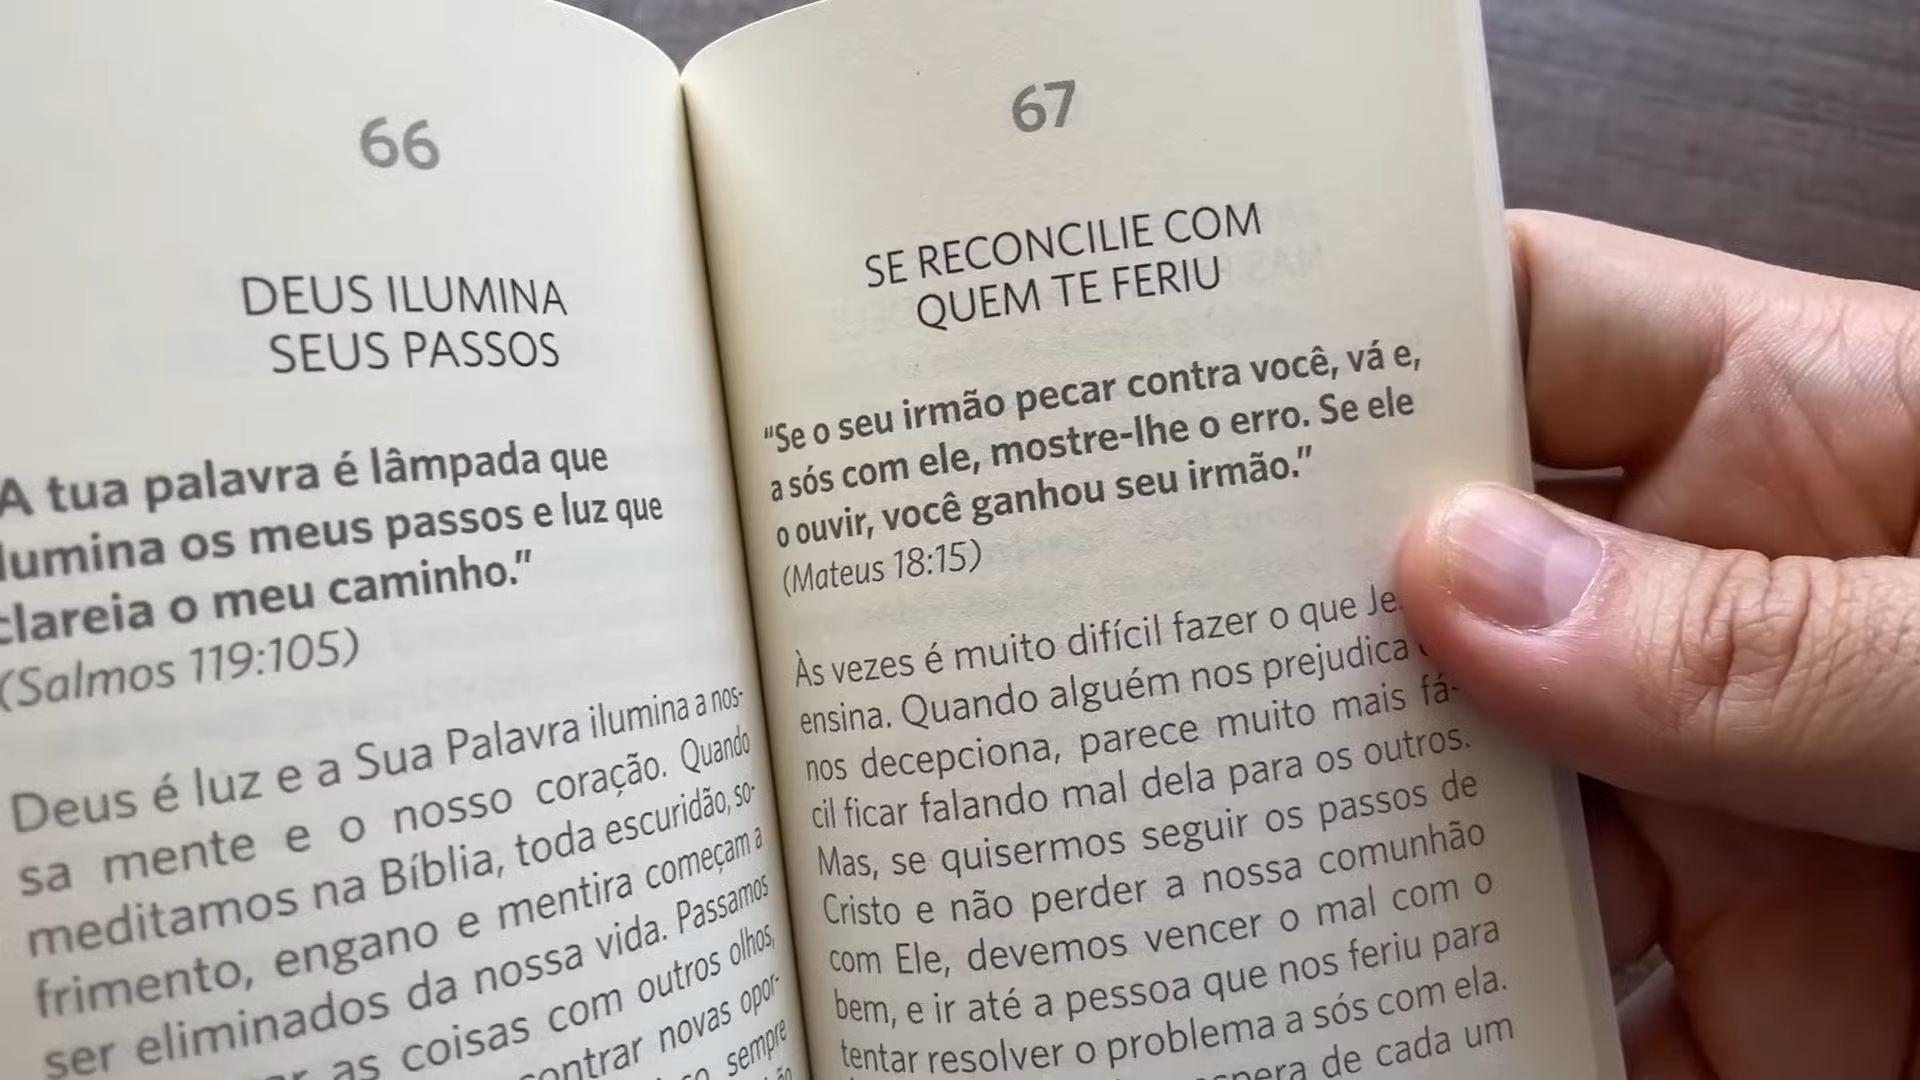 66
DEUS ILUMINA
SEUS PASSOS
A tua palavra é lâmpada que
lumina os meus passos e luz que
clareia o meu caminho.”
(Salmos 119:105)
Deus é luz e a Sua Palavra ilumina a nos-
sa mente e o nosso coração. Quando
meditamos na Bíblia, toda escuridão, so-
frimento, engano e mentira começam a
ser eliminados da nossa vida. Passamos
as coisas com outros olhos,
contrar novas opor-
sempre
67
SE RECONCILIE COM
QUEM TE FERIU
“Se o seu irmão pecar contra você, vá e,
a sós com ele, mostre-lhe o erro. Se ele
o ouvir, você ganhou seu irmão.”
(Mateus 18:15)
Às vezes é muito difícil fazer o que Je
ensina. Quando alguém nos prejudica
nos decepciona, parece muito mais fá-
cil ficar falando mal dela para os outros.
Mas, se quisermos seguir os passos de
Cristo e não perder a nossa comunhão
com Ele, devemos vencer o mal com o
bem, e ir até a pessoa que nos feriu para
tentar resolver o problema a sós com ela.
de cada um